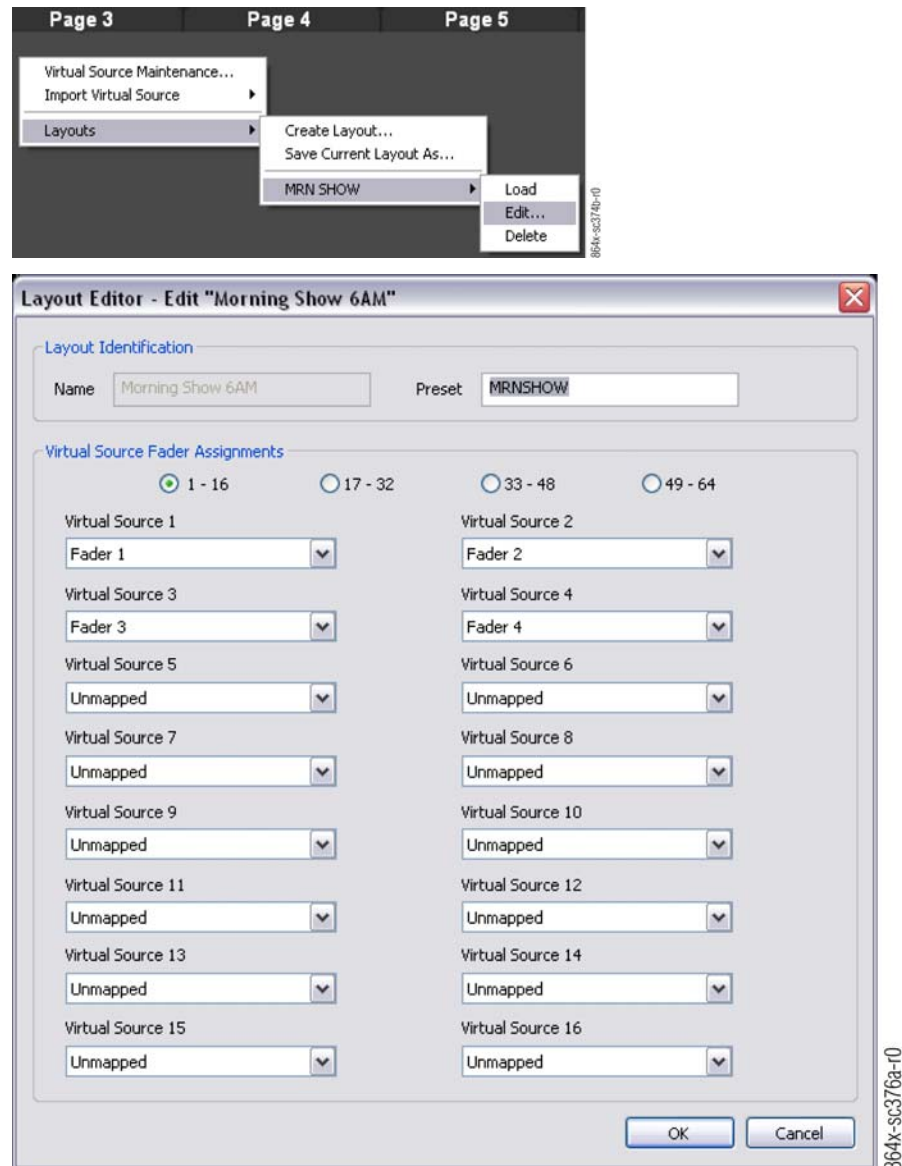 Page 3 Page 4 Page 5
Virtual Source Maintenance...
Import Virtual Source
Layouts
Create Layout...
Save Current Layout As...
MRN SHOW
Load
Edit...
Delete
864x-sc374b-r0
Layout Editor - Edit "Morning Show 6AM"
Layout Identification
Name Morning Show 6AM Preset MRNSHOW
Virtual Source Fader Assignments
1 - 16 17 - 32 33 - 48 49 - 64
Virtual Source 1 Virtual Source 2
Fader 1 Fader 2
Virtual Source 3 Virtual Source 4
Fader 3 Fader 4
Virtual Source 5 Virtual Source 6
Unmapped Unmapped
Virtual Source 7 Virtual Source 8
Unmapped Unmapped
Virtual Source 9 Virtual Source 10
Unmapped Unmapped
Virtual Source 11 Virtual Source 12
Unmapped Unmapped
Virtual Source 13 Virtual Source 14
Unmapped Unmapped
Virtual Source 15 Virtual Source 16
Unmapped Unmapped
OK Cancel
864x-sc376a-r0